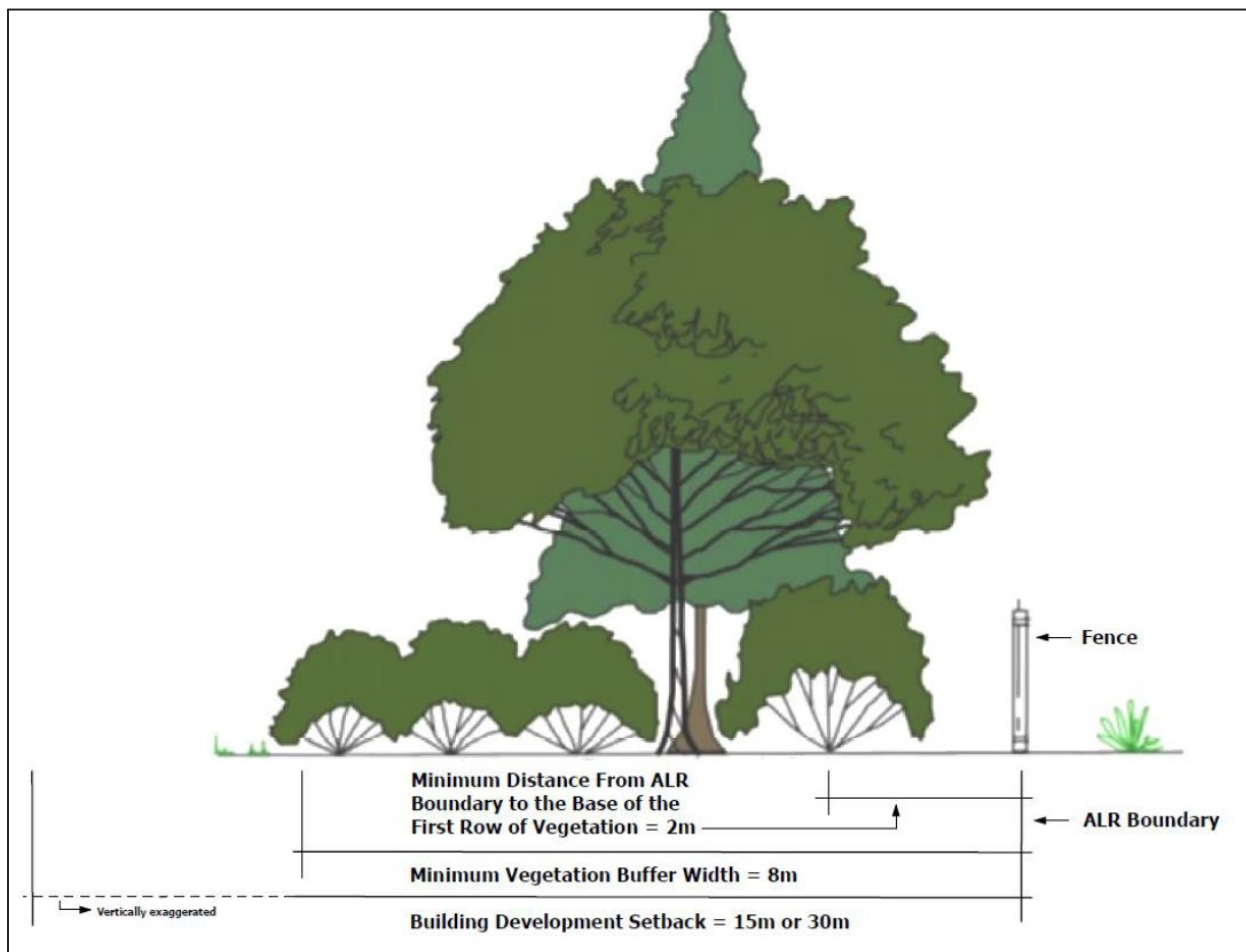 Fence
Minimum Distance From ALR
Boundary to the Base of the
First Row of Vegetation = 2m
ALR Boundary
Minimum Vegetation Buffer Width = 8m
Vertically exaggerated
Building Development Setback = 15m or 30m